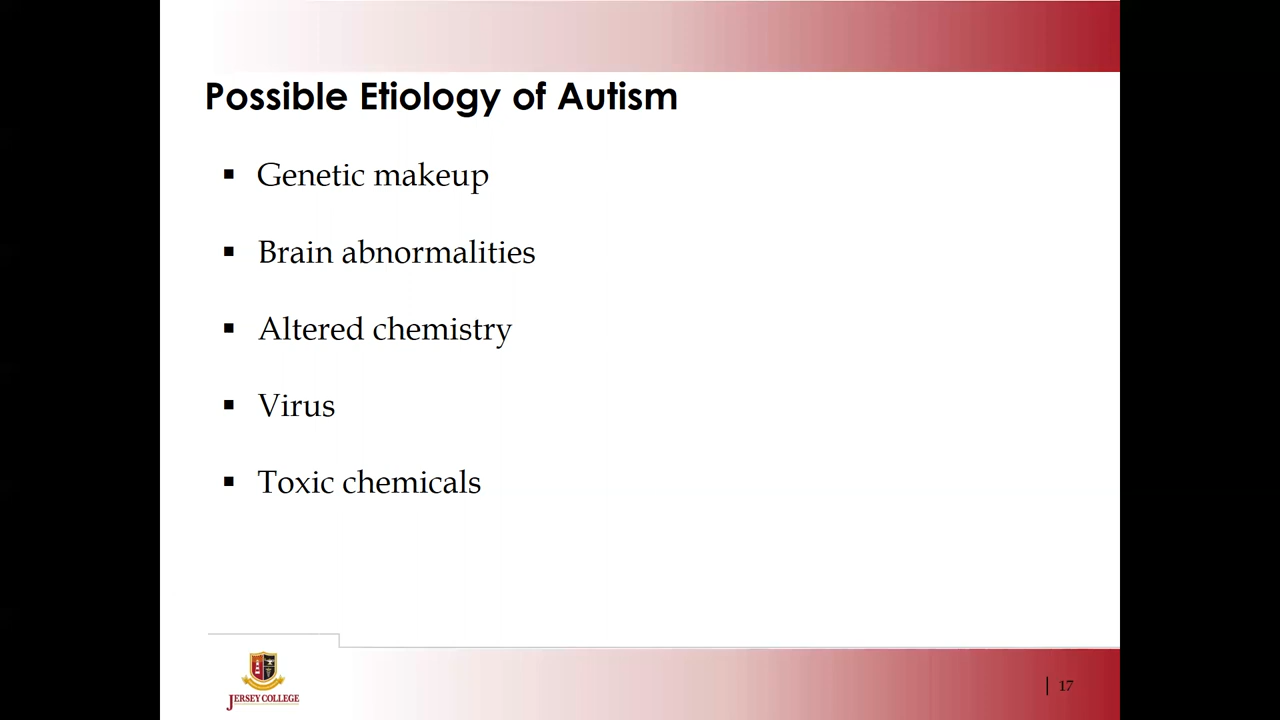 Possible Etiology of Autism
▪ Genetic makeup
▪ Brain abnormalities
▪ Altered chemistry
▪ Virus
▪ Toxic chemicals
JERSEY COLLEGE
| 17